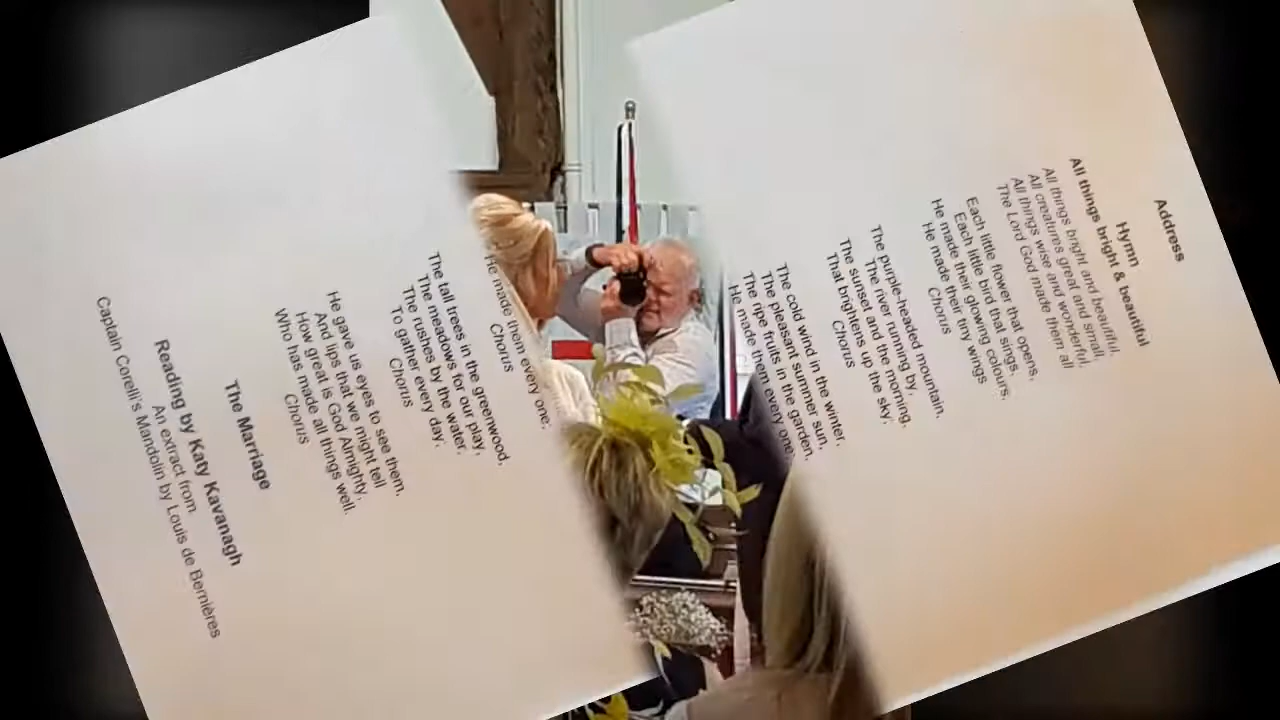 Address
Hymn
All things bright & beautiful
All things bright and beautiful,
All creatures great and small,
All things wise and wonderful,
The Lord God made them all
Each little flower that opens,
Each little bird that sings,
He made their glowing colours,
He made their tiny wings
Chorus
The purple-headed mountain,
The river running by,
The sunset and the morning,
That brightens up the sky,
Chorus
The cold wind in the winter,
The pleasant summer sun,
The ripe fruits in the garden,
He made them every one,
He made them every one,
Chorus
The tall trees in the greenwood,
The meadows for our play,
The rushes by the water,
To gather every day,
Chorus
He gave us eyes to see them,
And lips that we might tell
How great is God Almighty,
Who has made all things well.
Chorus
The Marriage
Reading by Katy Kavanagh
An extract from.
Captain Corelli's Mandolin by Louis de Bernières